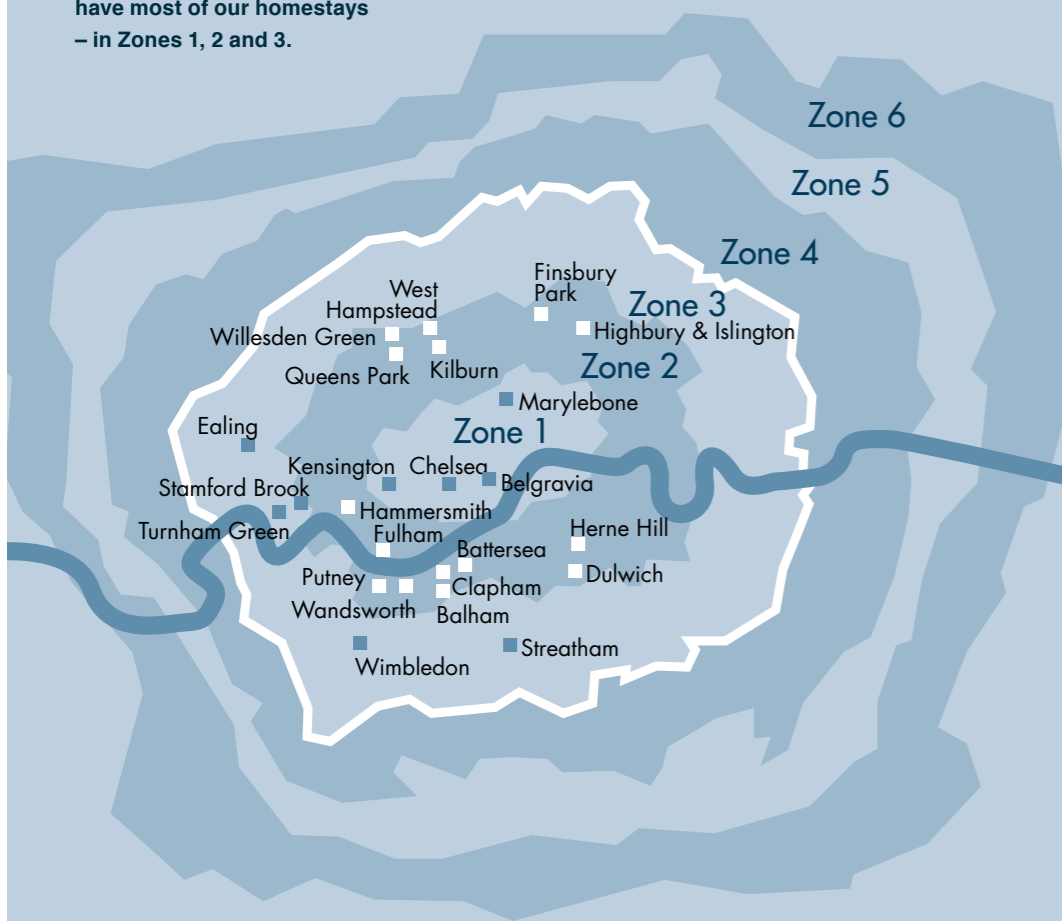 have most of our homestays
– in Zones 1, 2 and 3.
Zone 6
Zone 5
Zone 4
Finsbury
Park
West
Hampstead
Zone 3
Willesden Green
Highbury & Islington
Queens Park
Kilburn
Zone 2
Marylebone
Ealing
Zone 1
Kensington
Chelsea
Belgravia
Stamford Brook
Hammersmith
Turnham Green
Fulham
Herne Hill
Battersea
Putney
Clapham
Dulwich
Wandsworth
Balham
Wimbledon
Streatham